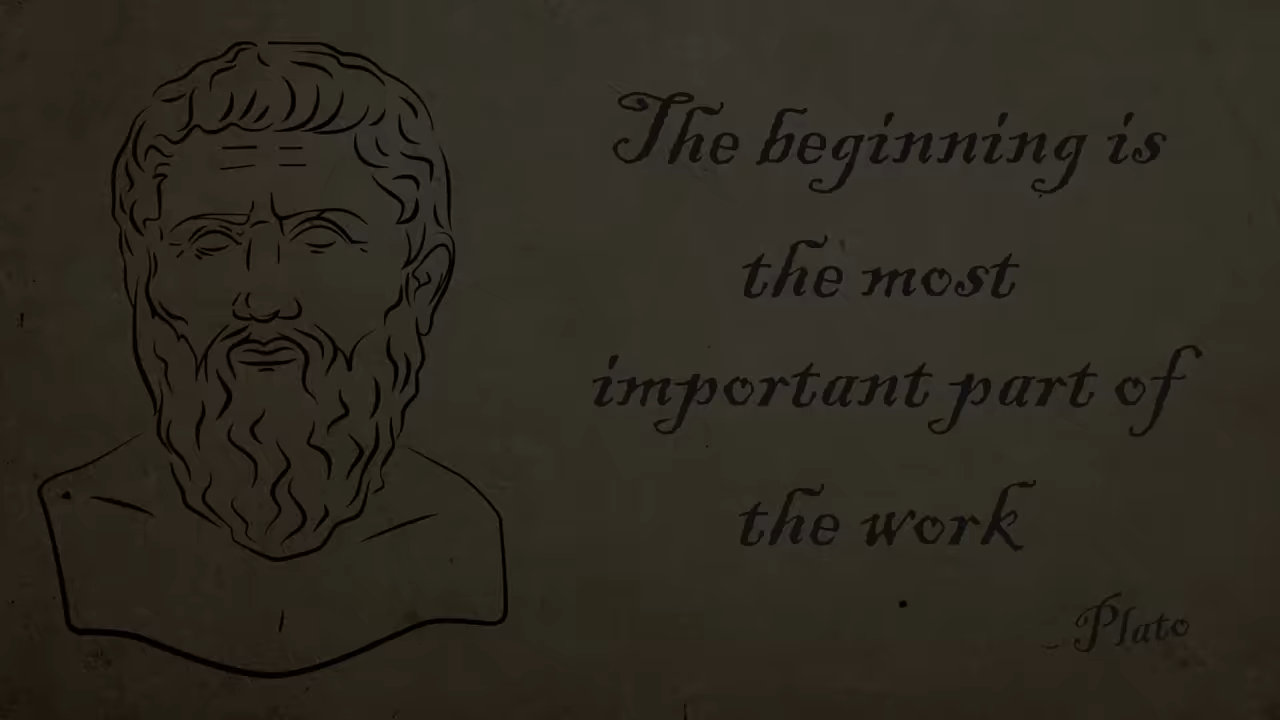 The beginning is
the most
important part of
the work
- Plato